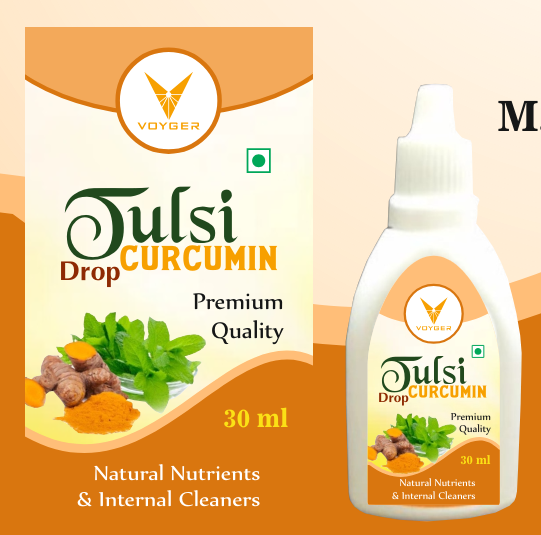 VOYGER
Tulsi
Drop CURCUMIN
Premium
Quality
30 ml
Natural Nutrients
& Internal Cleaners
M.
VOYGER
Tulsi
Drop CURCUMIN
Premium
Quality
30 ml
Natural Nutrients
& Internal Cleaners